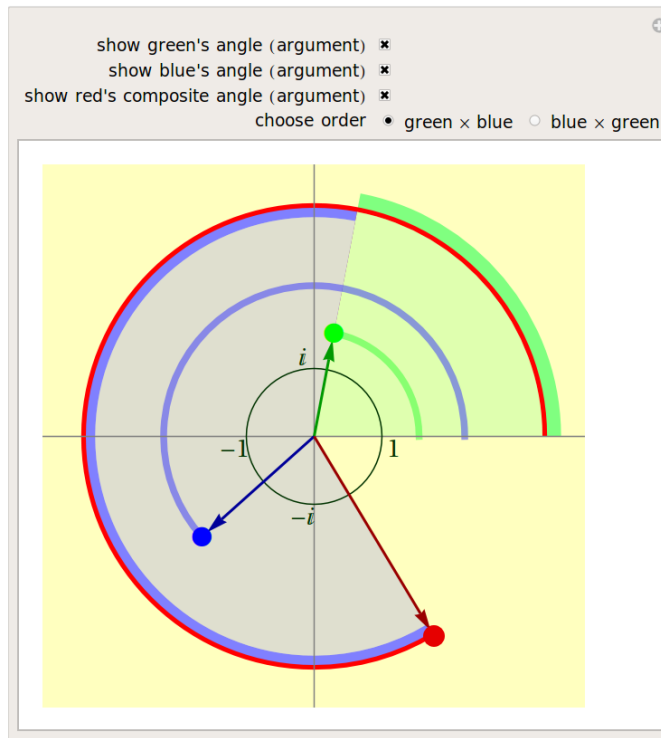 show green's angle (argument)
show blue's angle (argument)
show red's composite angle (argument)
choose order green × blue blue × green
i
−1 1
−i